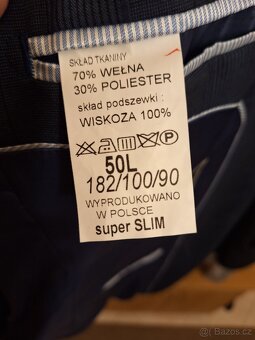 SKŁAD TKANINY
70% WEŁNA
30% POLIESTER
skład podszewki:
WISKOZA 100%
50L
182/100/90
WYPRODUKOWANO
W POLSCE
super SLIM
Bazos.cz